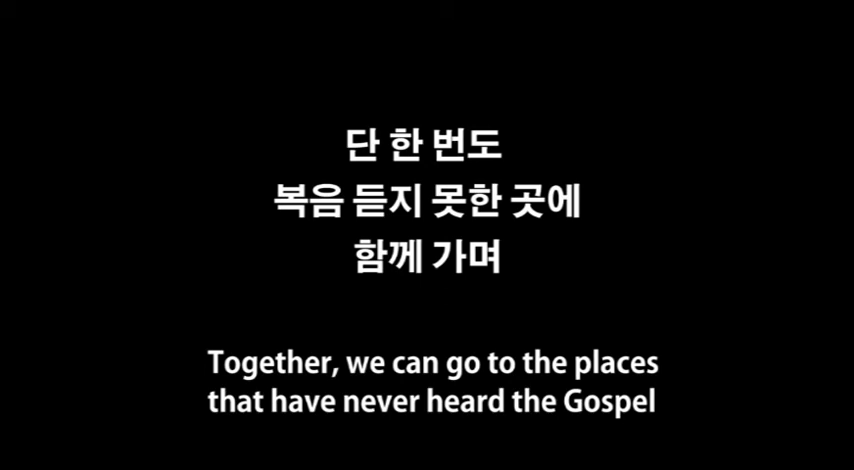 단 한 번도
복음 듣지 못한 곳에
함께 가며
Together, we can go to the places
that have never heard the Gospel